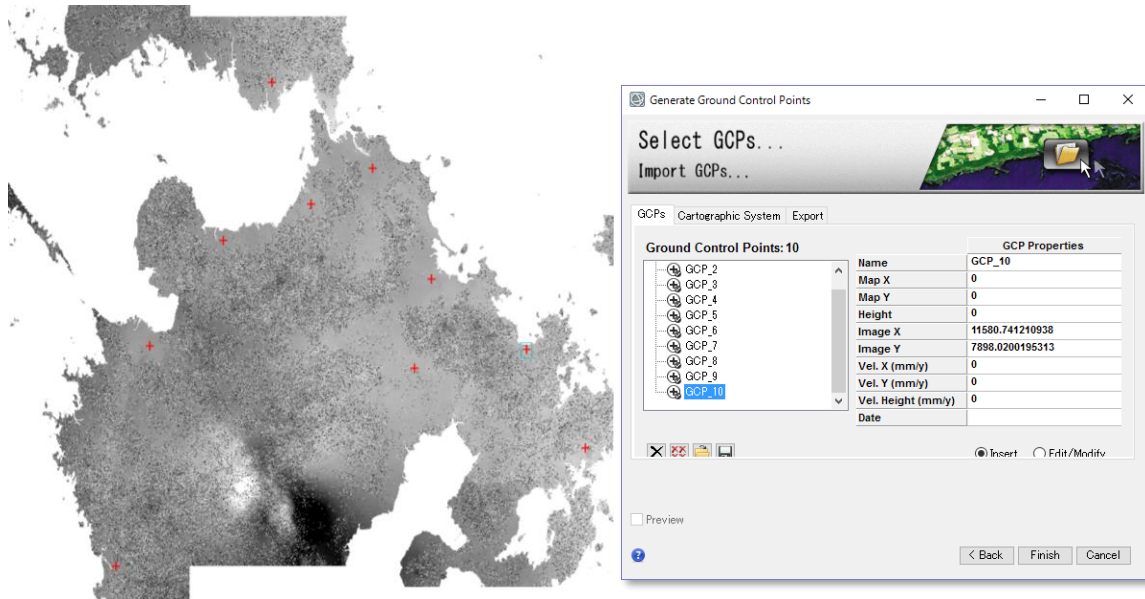 Generate Ground Control Points
Select GCPs...
Import GCPs...
GCPs Cartographic System Export
Ground Control Points: 10
GCP_2
GCP_3
GCP_4
GCP_5
GCP_6
GCP_7
GCP_8
GCP_9
GCP_10
GCP Properties
Name GCP_10
Map X 0
Map Y 0
Height 0
Image X 11580.741210938
Image Y 7898.0200195313
Vel. X (mm/y) 0
Vel. Y (mm/y) 0
Vel. Height (mm/y) 0
Date
Insert Edit/Modify
Preview
< Back Finish Cancel